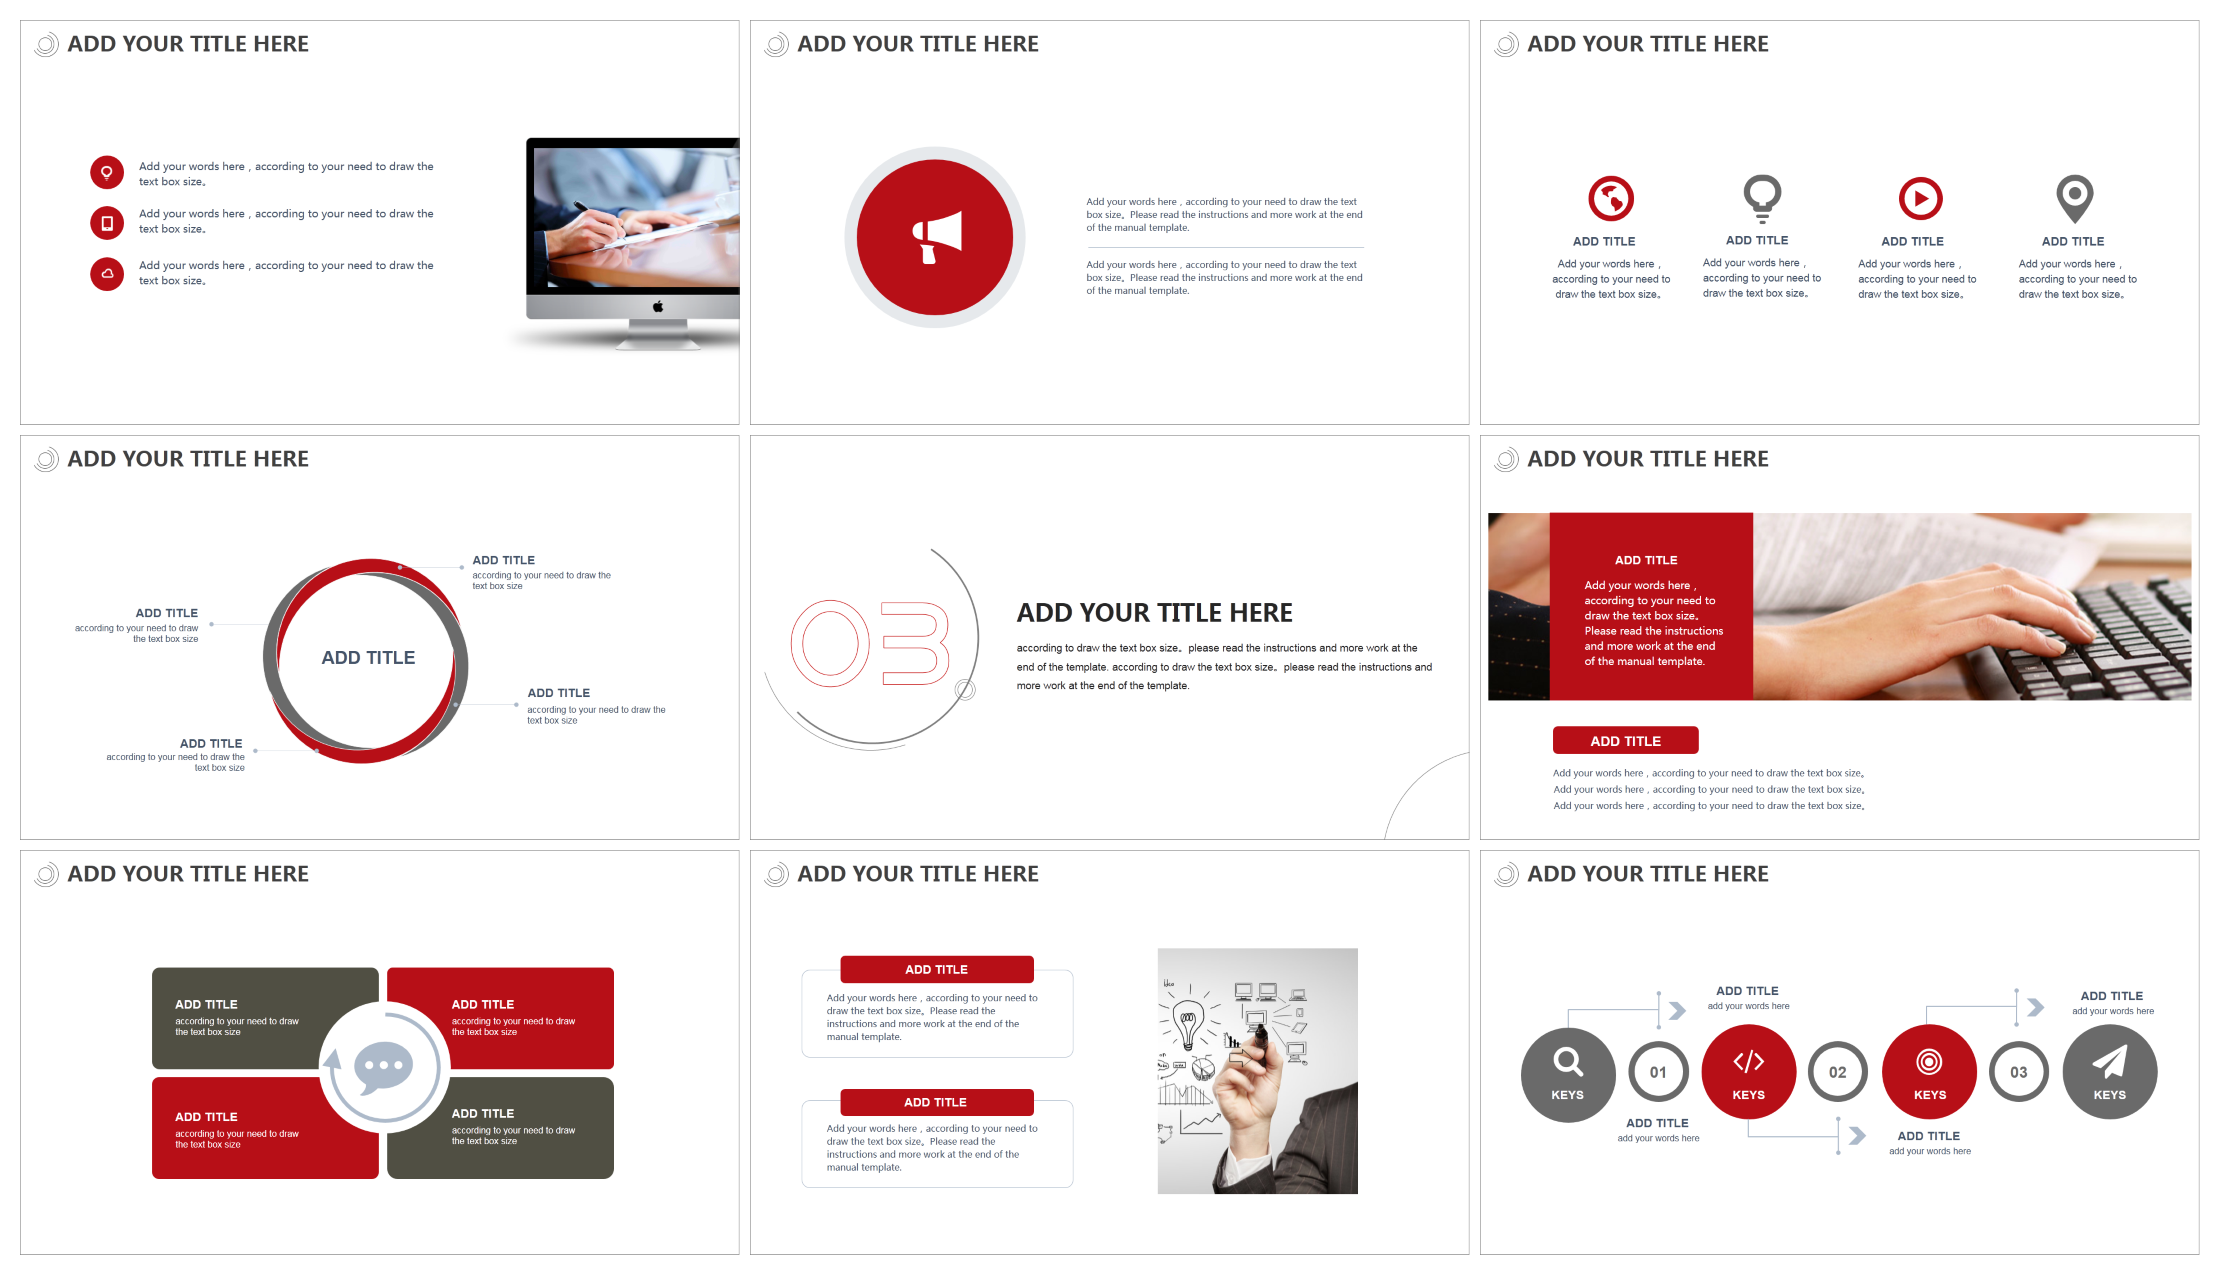 ADD YOUR TITLE HERE
Add your words here , according to your need to draw the
text box size。
Add your words here , according to your need to draw the
text box size。
Add your words here , according to your need to draw the
text box size。
ADD YOUR TITLE HERE
Add your words here , according to your need to draw the text
box size。Please read the instructions and more work at the end
of the manual template.
Add your words here , according to your need to draw the text
box size。Please read the instructions and more work at the end
of the manual template.
ADD YOUR TITLE HERE
ADD TITLE
Add your words here ,
according to your need to
draw the text box size。
ADD TITLE
Add your words here ,
according to your need to
draw the text box size。
ADD TITLE
Add your words here ,
according to your need to
draw the text box size。
ADD TITLE
Add your words here ,
according to your need to
draw the text box size。
ADD YOUR TITLE HERE
ADD TITLE
according to your need to draw the
text box size
ADD TITLE
according to your need to draw
the text box size
ADD TITLE
ADD TITLE
according to your need to draw the
text box size
ADD TITLE
according to your need to draw the
text box size
03
ADD YOUR TITLE HERE
according to draw the text box size。please read the instructions and more work at the
end of the template. according to draw the text box size。please read the instructions and
more work at the end of the template.
ADD YOUR TITLE HERE
ADD TITLE
Add your words here ,
according to your need to
draw the text box size。
Please read the instructions
and more work at the end
of the manual template.
ADD TITLE
Add your words here , according to your need to draw the text box size。
Add your words here , according to your need to draw the text box size。
Add your words here , according to your need to draw the text box size。
ADD YOUR TITLE HERE
ADD TITLE
according to your need to draw
the text box size
ADD TITLE
according to your need to draw
the text box size
ADD TITLE
according to your need to draw
the text box size
ADD TITLE
according to your need to draw
the text box size
ADD YOUR TITLE HERE
ADD TITLE
Add your words here , according to your need to
draw the text box size。Please read the
instructions and more work at the end of the
manual template.
ADD TITLE
Add your words here , according to your need to
draw the text box size。Please read the
instructions and more work at the end of the
manual template.
ADD YOUR TITLE HERE
ADD TITLE
add your words here
ADD TITLE
add your words here
KEYS
01
KEYS
02
KEYS
03
KEYS
ADD TITLE
add your words here
ADD TITLE
add your words here